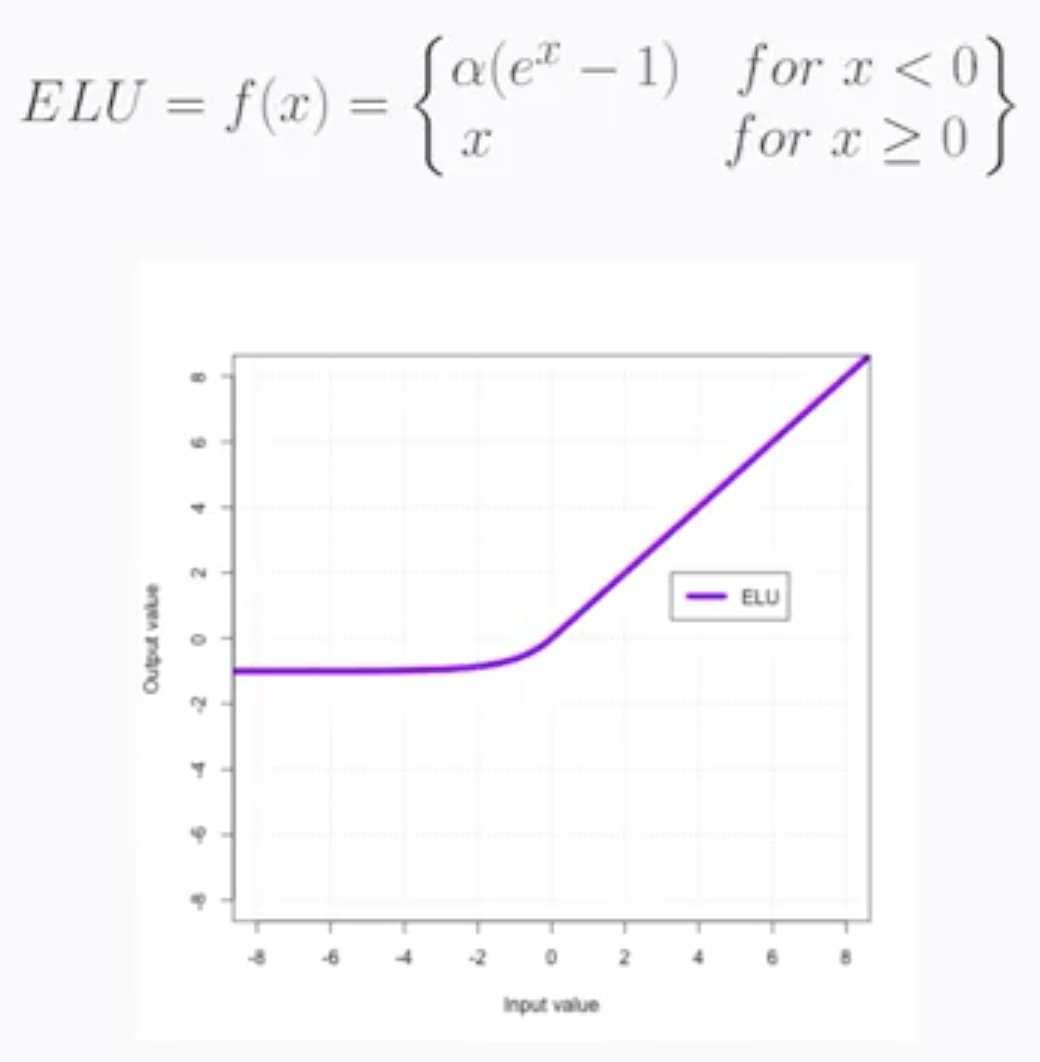 ELU = f(x) = { α(e^x − 1) for x < 0
x for x ≥ 0 }
8
6
4
2
0
-2
-4
-6
-8
Output value
ELU
-8 -6 -4 -2 0 2 4 6 8
Input value